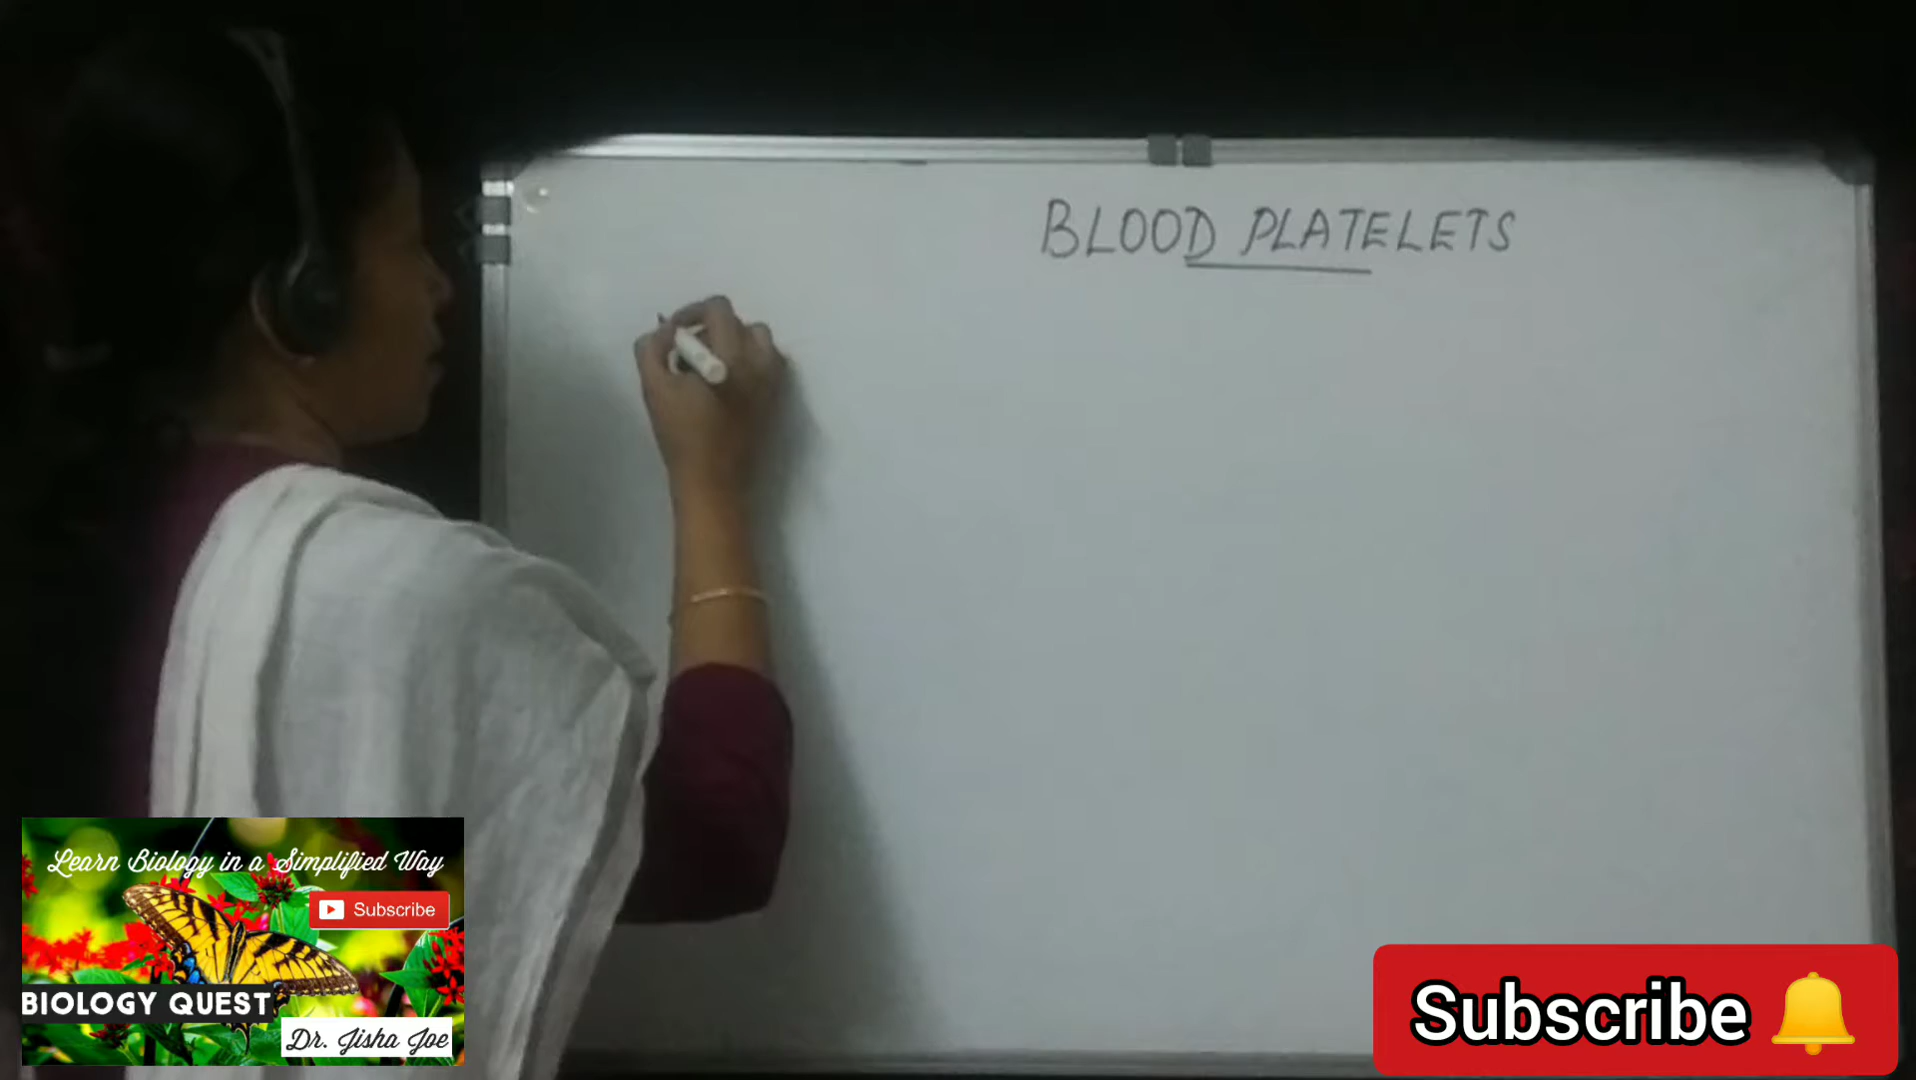 BLOOD PLATELETS
Learn Biology in a Simplified Way
Subscribe
BIOLOGY QUEST
Dr. Jisha Joe
Subscribe